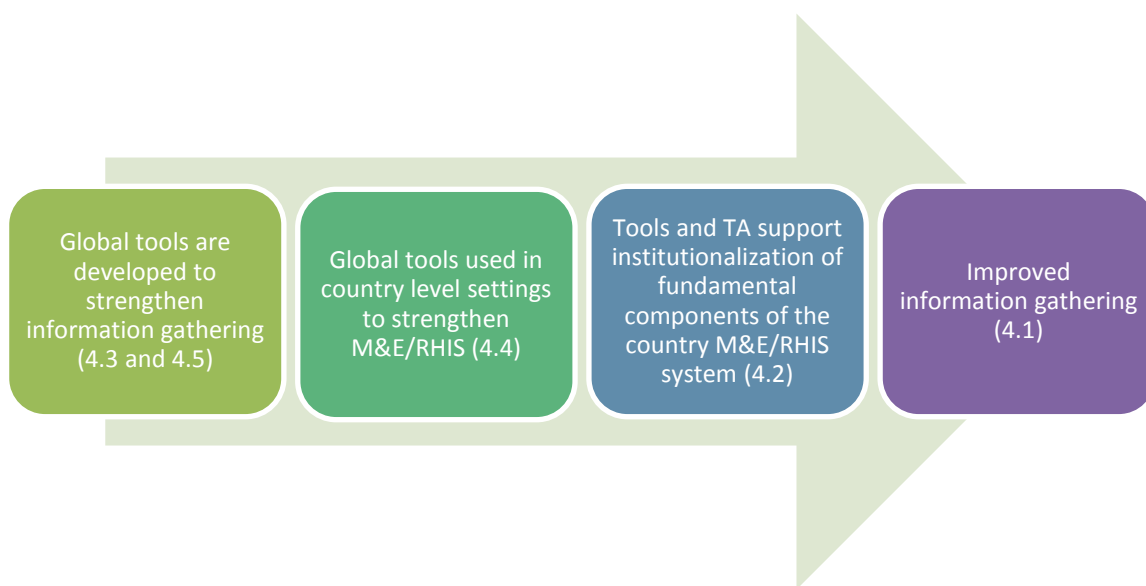 Global tools are
developed to
strengthen
information gathering
(4.3 and 4.5)
Global tools used in
country level settings
to strengthen
M&E/RHIS (4.4)
Tools and TA support
institutionalization of
fundamental
components of the
country M&E/RHIS
system (4.2)
Improved
information gathering
(4.1)